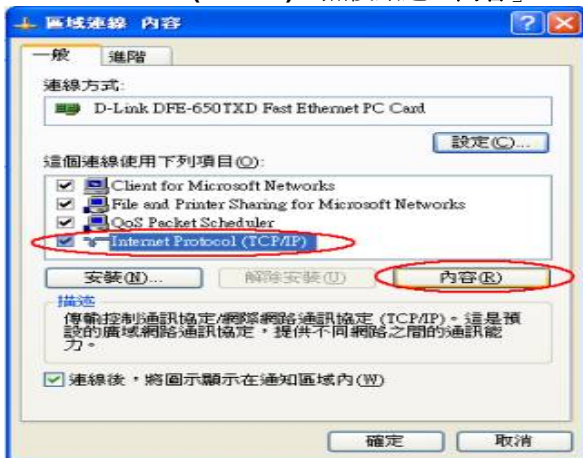 區域連線 內容
一般 進階
連線方式:
D-Link DFE-650TXD Fast Ethernet PC Card
設定(C)...
這個連線使用下列項目(O):
Client for Microsoft Networks
File and Printer Sharing for Microsoft Networks
QoS Packet Scheduler
Internet Protocol (TCP/IP)
安裝(N)... 解除安裝(U) 內容(R)
描述
傳輸控制通訊協定/網際網路通訊協定 (TCP/IP)。這是預
設的廣域網路通訊協定，提供不同網路之間的通訊能
力。
連線後，將圖示顯示在通知區域內(W)
確定 取消